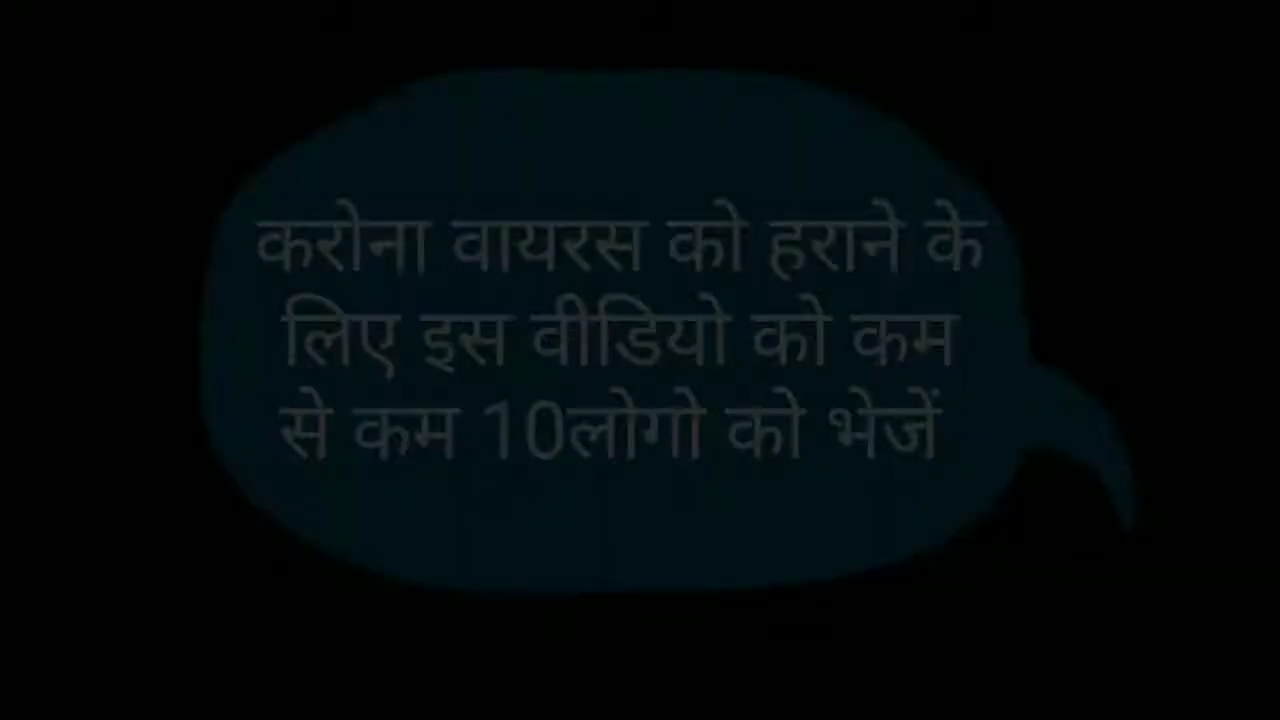 करोना वायरस को हराने के
लिए इस वीडियो को कम
से कम 10लोगो को भेजें